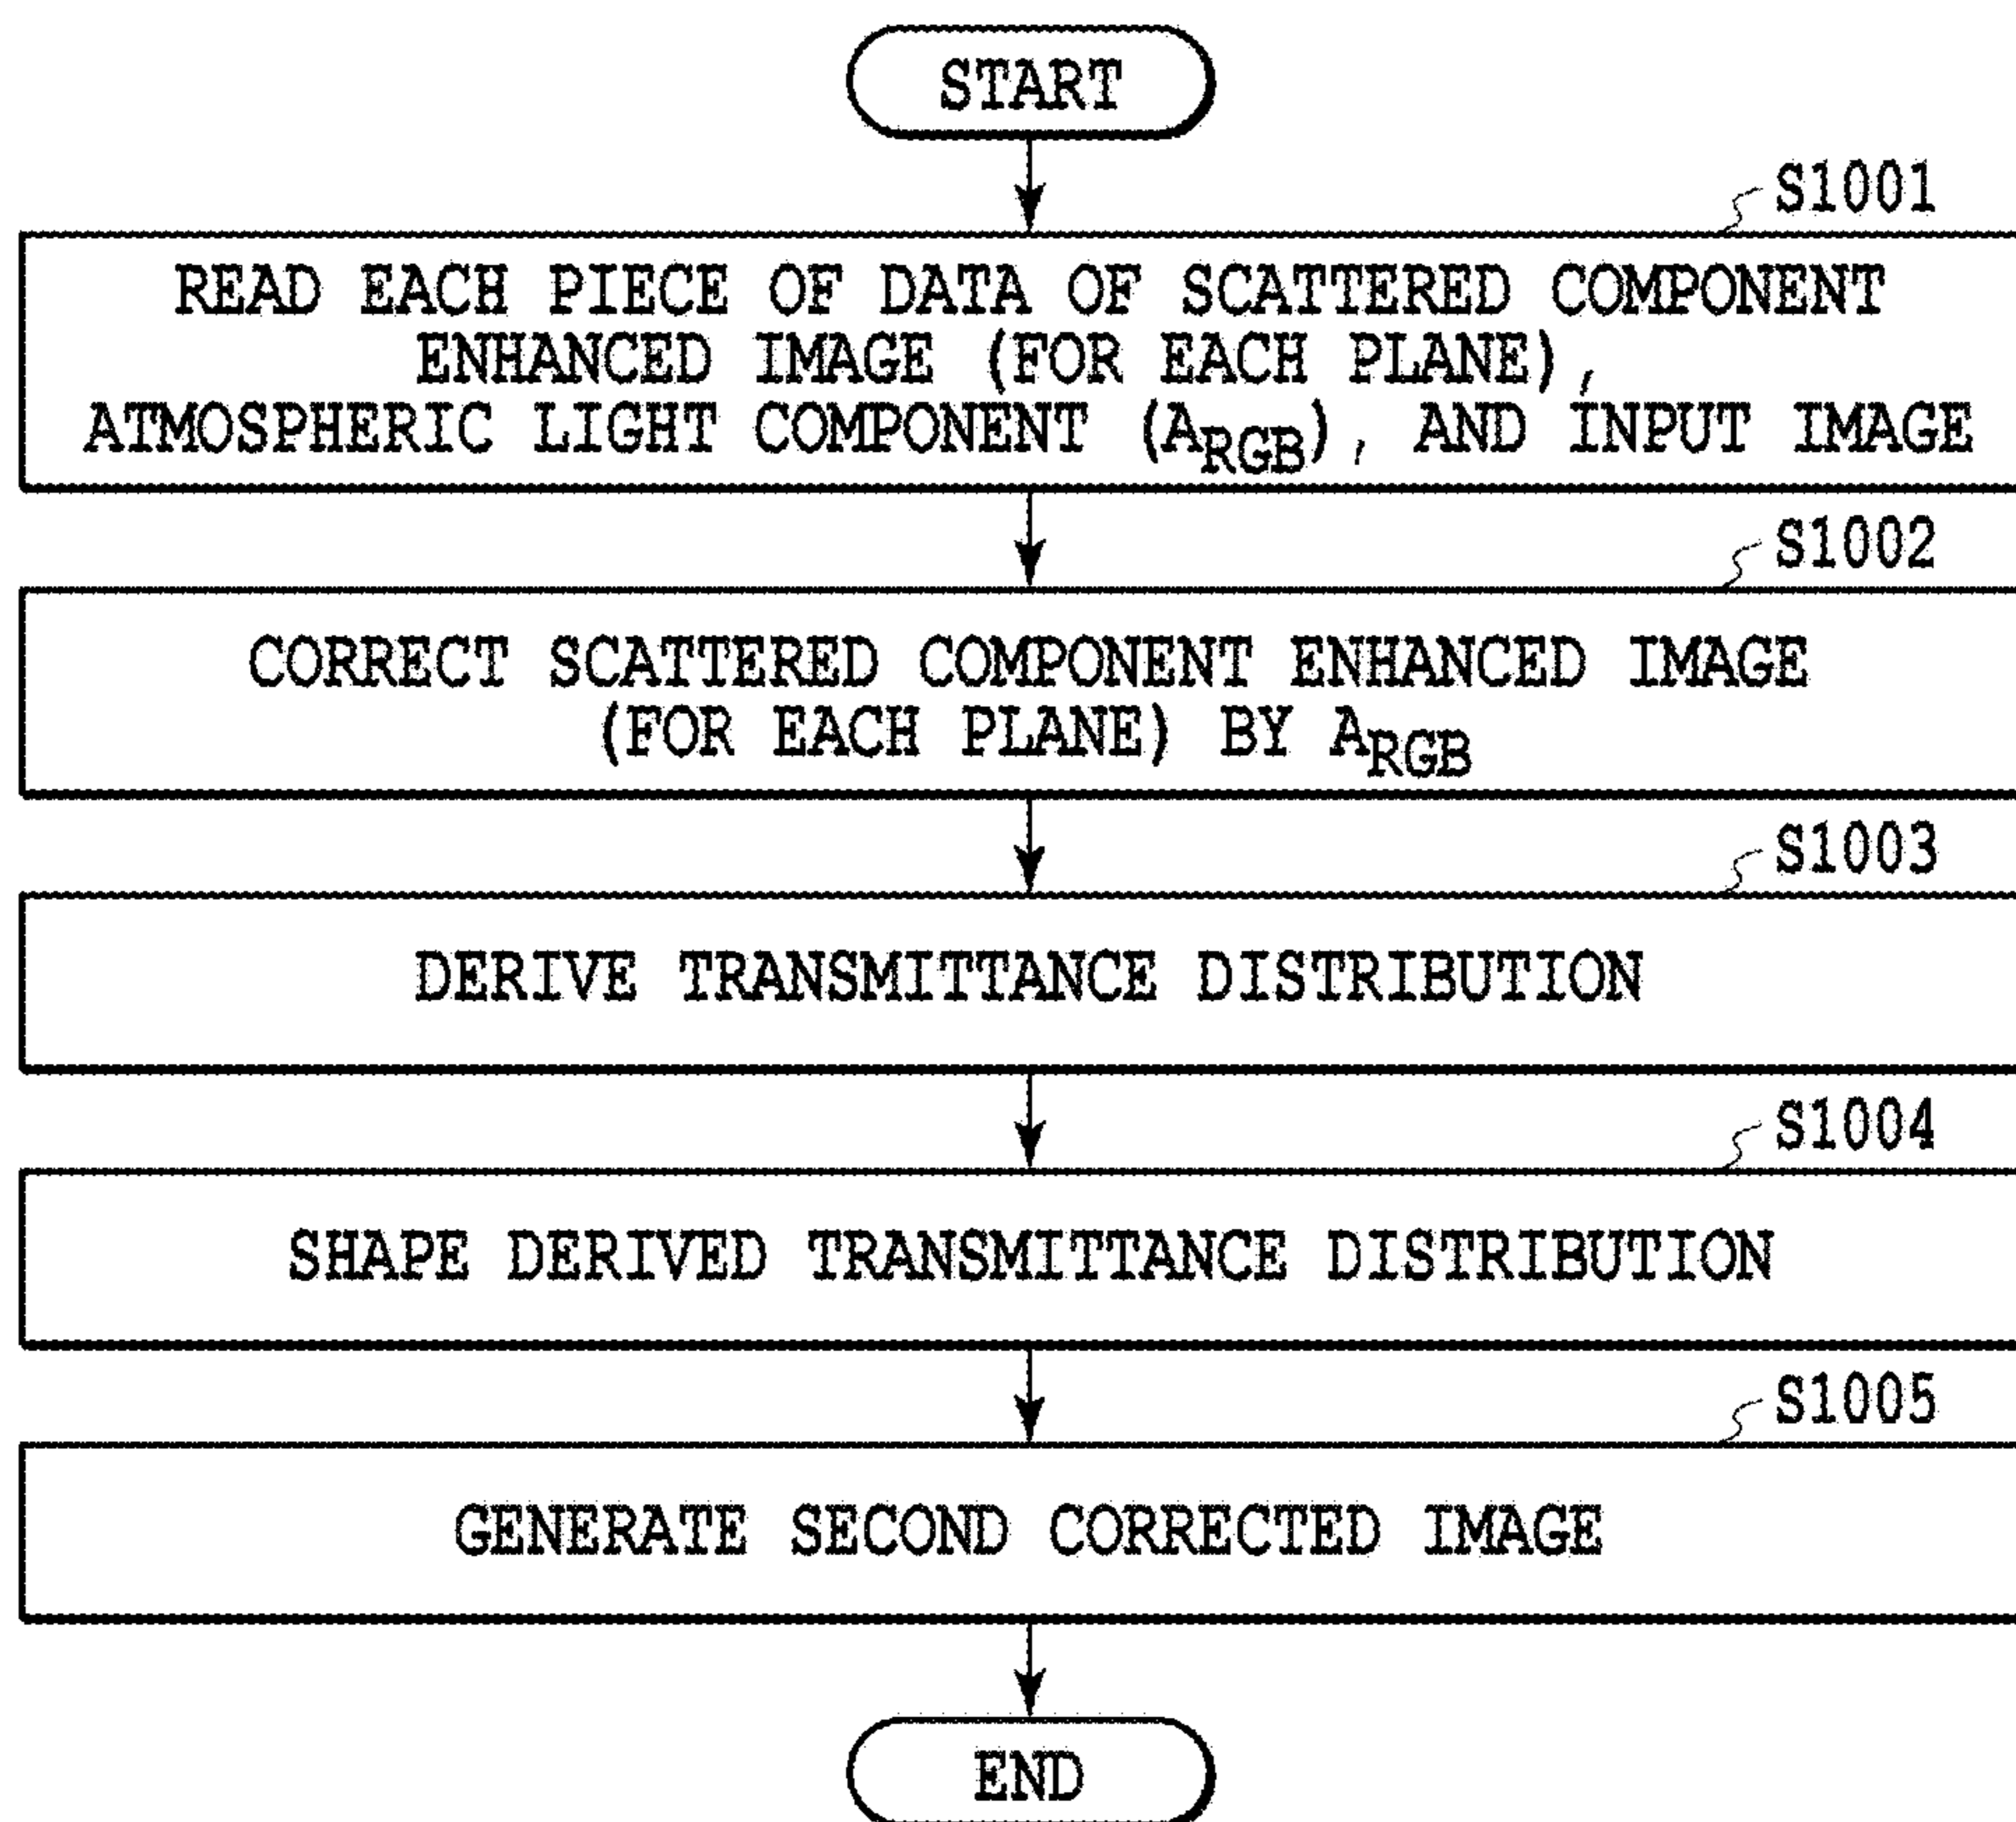 START
S1001
READ EACH PIECE OF DATA OF SCATTERED COMPONENT
ENHANCED IMAGE (FOR EACH PLANE),
ATMOSPHERIC LIGHT COMPONENT (ARGB), AND INPUT IMAGE
S1002
CORRECT SCATTERED COMPONENT ENHANCED IMAGE
(FOR EACH PLANE) BY ARGB
S1003
DERIVE TRANSMITTANCE DISTRIBUTION
S1004
SHAPE DERIVED TRANSMITTANCE DISTRIBUTION
S1005
GENERATE SECOND CORRECTED IMAGE
END